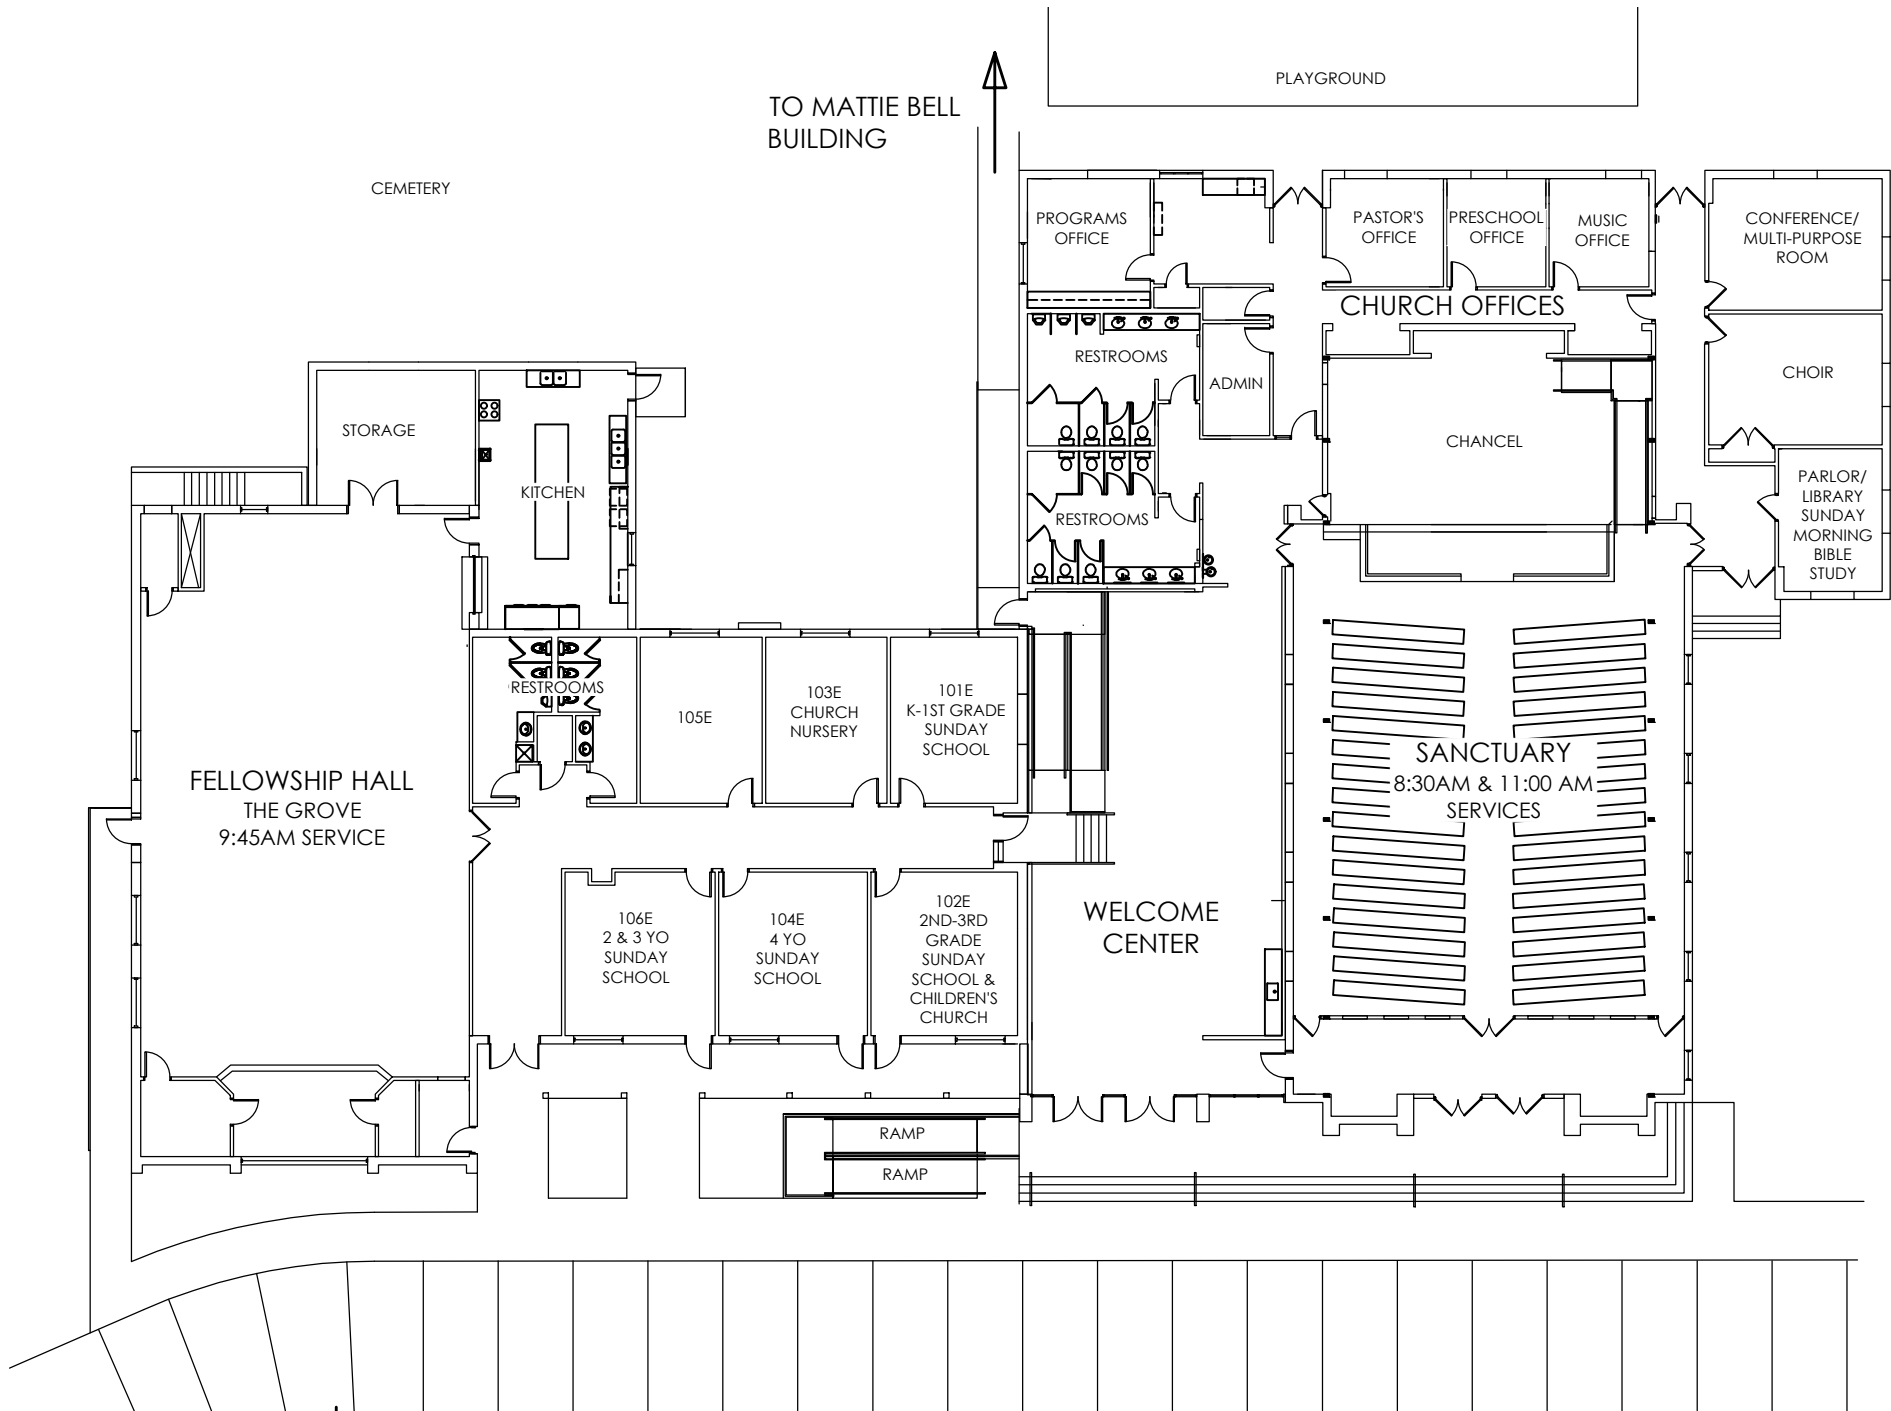 PLAYGROUND
TO MATTIE BELL
BUILDING
CEMETERY
PROGRAMS
OFFICE
PASTOR'S
OFFICE
PRESCHOOL
OFFICE
MUSIC
OFFICE
CONFERENCE/
MULTI-PURPOSE
ROOM
CHURCH OFFICES
RESTROOMS
ADMIN
CHOIR
STORAGE
CHANCEL
KITCHEN
RESTROOMS
PARLOR/
LIBRARY
SUNDAY
MORNING
BIBLE
STUDY
RESTROOMS
105E
103E
CHURCH
NURSERY
101E
K-1ST GRADE
SUNDAY
SCHOOL
FELLOWSHIP HALL
THE GROVE
9:45AM SERVICE
SANCTUARY
8:30AM & 11:00 AM
SERVICES
106E
2 & 3 YO
SUNDAY
SCHOOL
104E
4 YO
SUNDAY
SCHOOL
102E
2ND-3RD
GRADE
SUNDAY
SCHOOL &
CHILDREN'S
CHURCH
WELCOME
CENTER
RAMP
RAMP